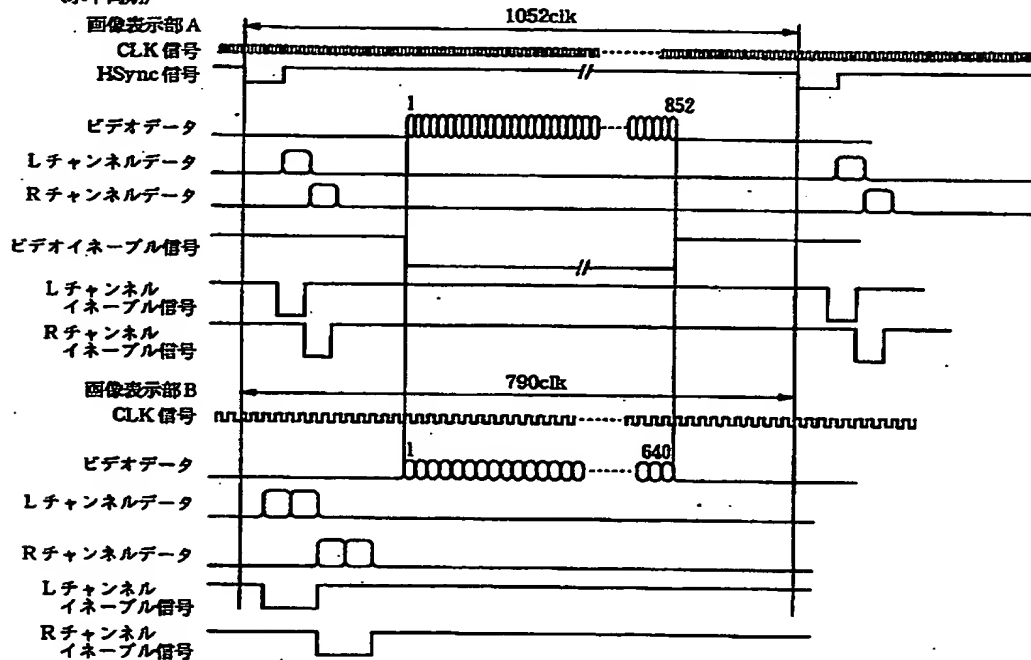 画像表示部A
1052clk
CLK信号
HSync信号
1
852
ビデオデータ
Lチャンネルデータ
Rチャンネルデータ
ビデオイネーブル信号
Lチャンネル
イネーブル信号
Rチャンネル
イネーブル信号
画像表示部B
790clk
CLK信号
1
640
ビデオデータ
Lチャンネルデータ
Rチャンネルデータ
Lチャンネル
イネーブル信号
Rチャンネル
イネーブル信号